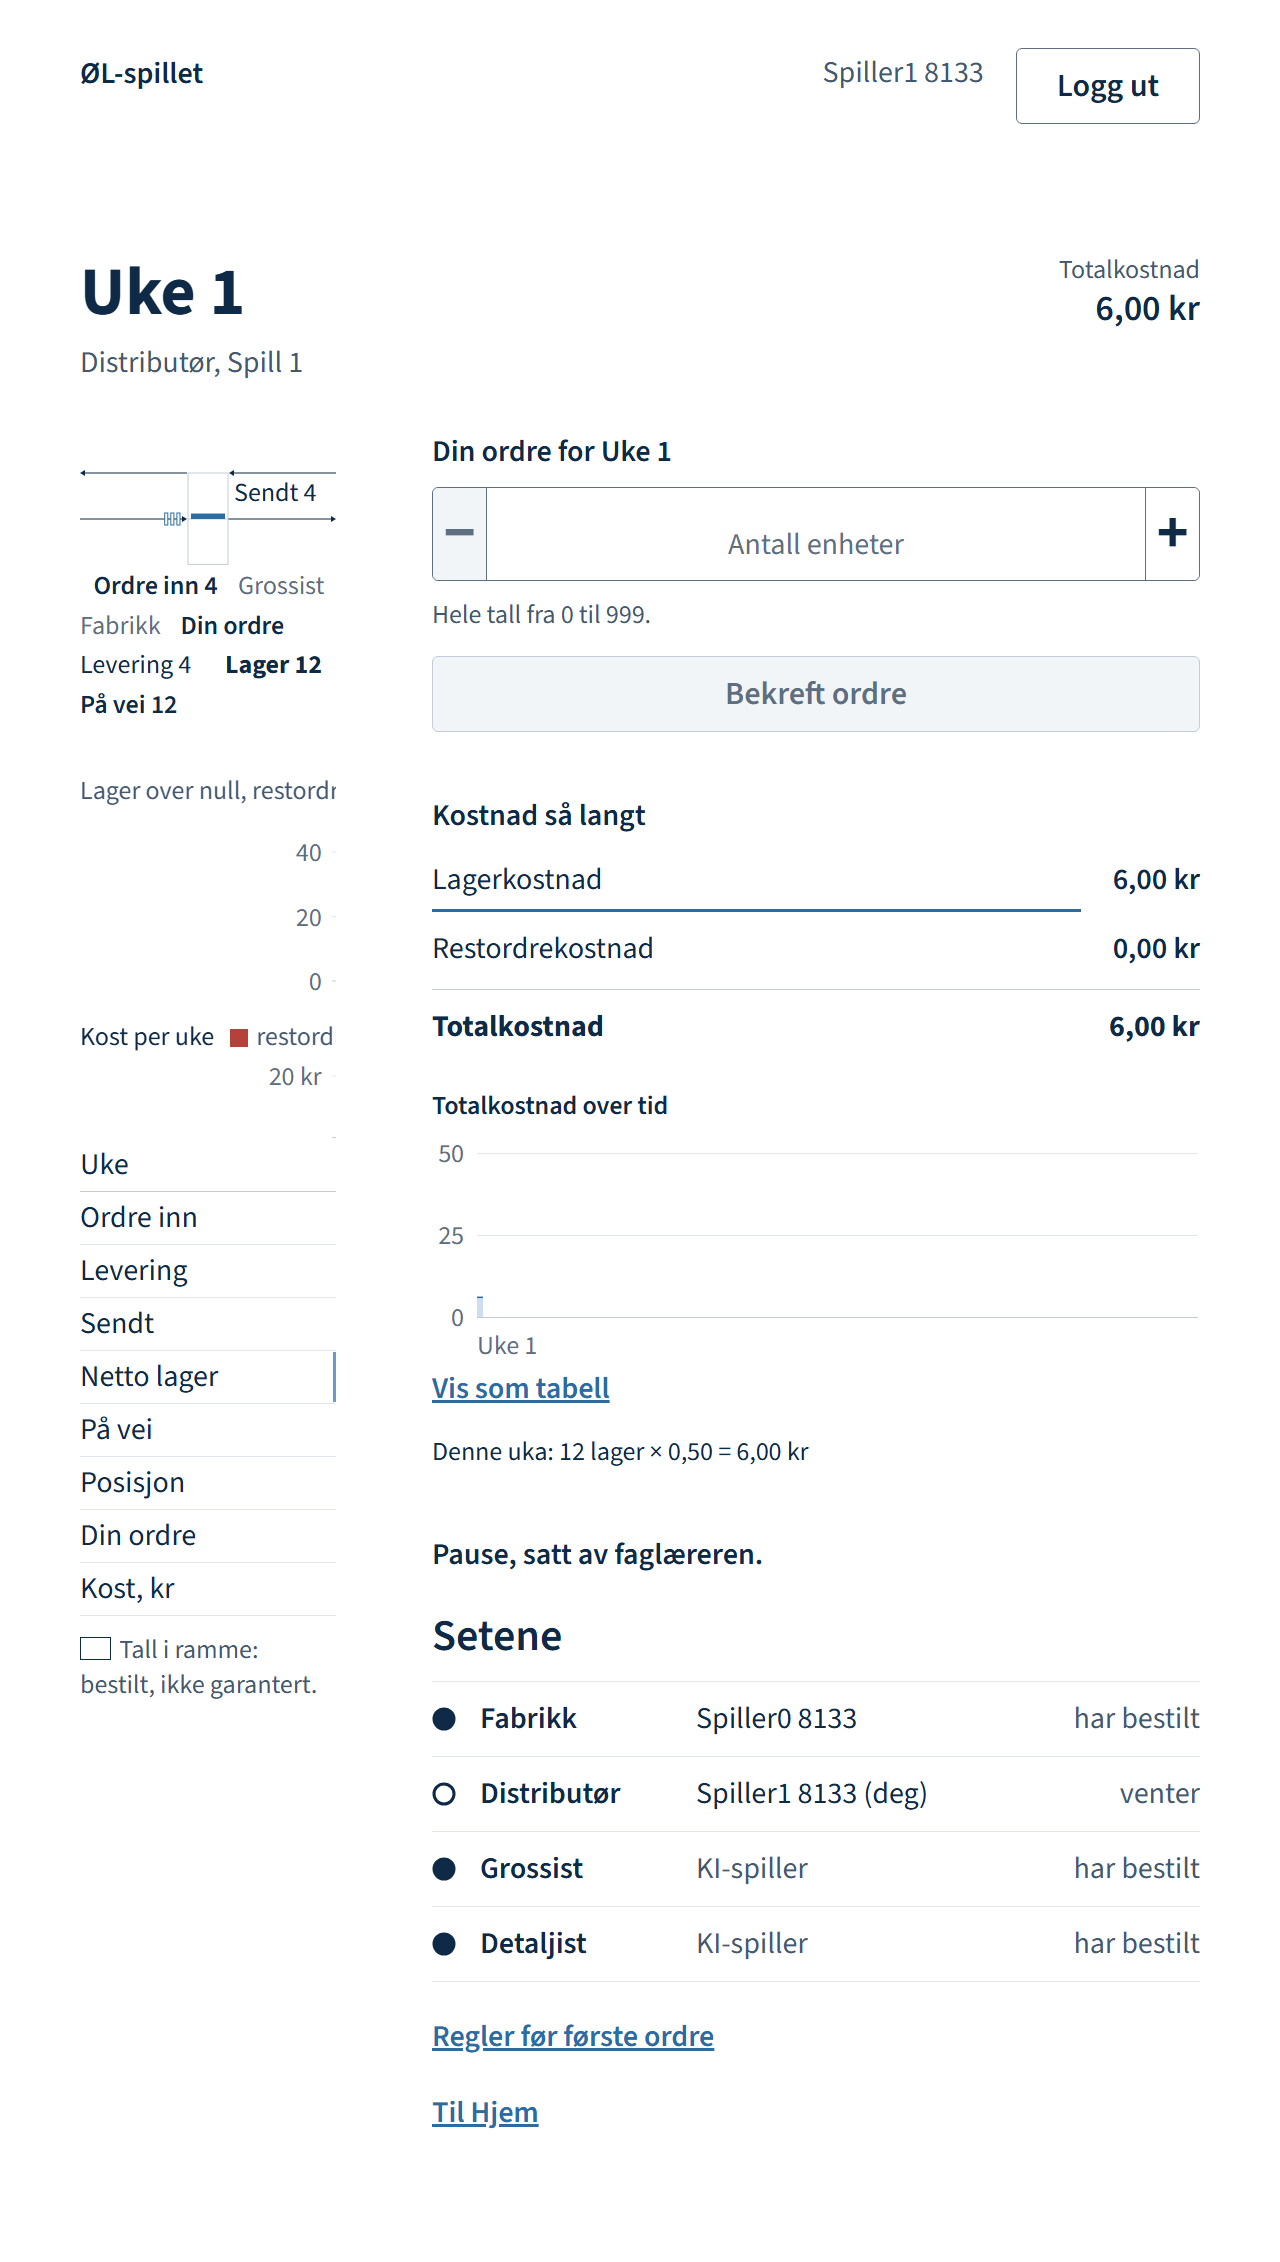 ØL-spillet
Spiller1 8133
Logg ut
Uke 1
Totalkostnad
6,00 kr
Distributør, Spill 1
Sendt 4
Ordre inn 4 Grossist
Fabrikk Din ordre
Levering 4 Lager 12
På vei 12
Lager over null, restordr
40
20
0
Kost per uke restord
20 kr
Uke
Ordre inn
Levering
Sendt
Netto lager
På vei
Posisjon
Din ordre
Kost, kr
Tall i ramme:
bestilt, ikke garantert.
Din ordre for Uke 1
− Antall enheter +
Hele tall fra 0 til 999.
Bekreft ordre
Kostnad så langt
Lagerkostnad 6,00 kr
Restordrekostnad 0,00 kr
Totalkostnad 6,00 kr
Totalkostnad over tid
50
25
0
Uke 1
Vis som tabell
Denne uka: 12 lager × 0,50 = 6,00 kr
Pause, satt av faglæreren.
Setene
Fabrikk Spiller0 8133 har bestilt
Distributør Spiller1 8133 (deg) venter
Grossist KI-spiller har bestilt
Detaljist KI-spiller har bestilt
Regler før første ordre
Til Hjem